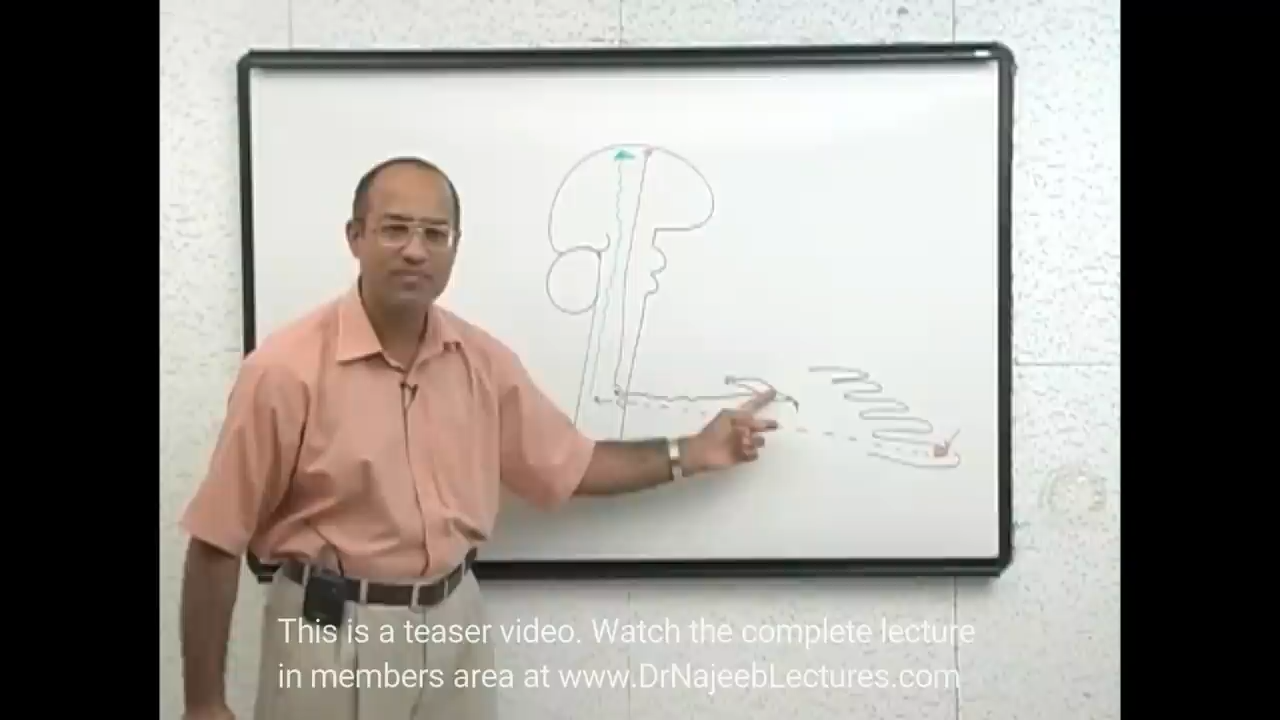 This is a teaser video. Watch the complete lecture
in members area at www.DrNajeebLectures.com